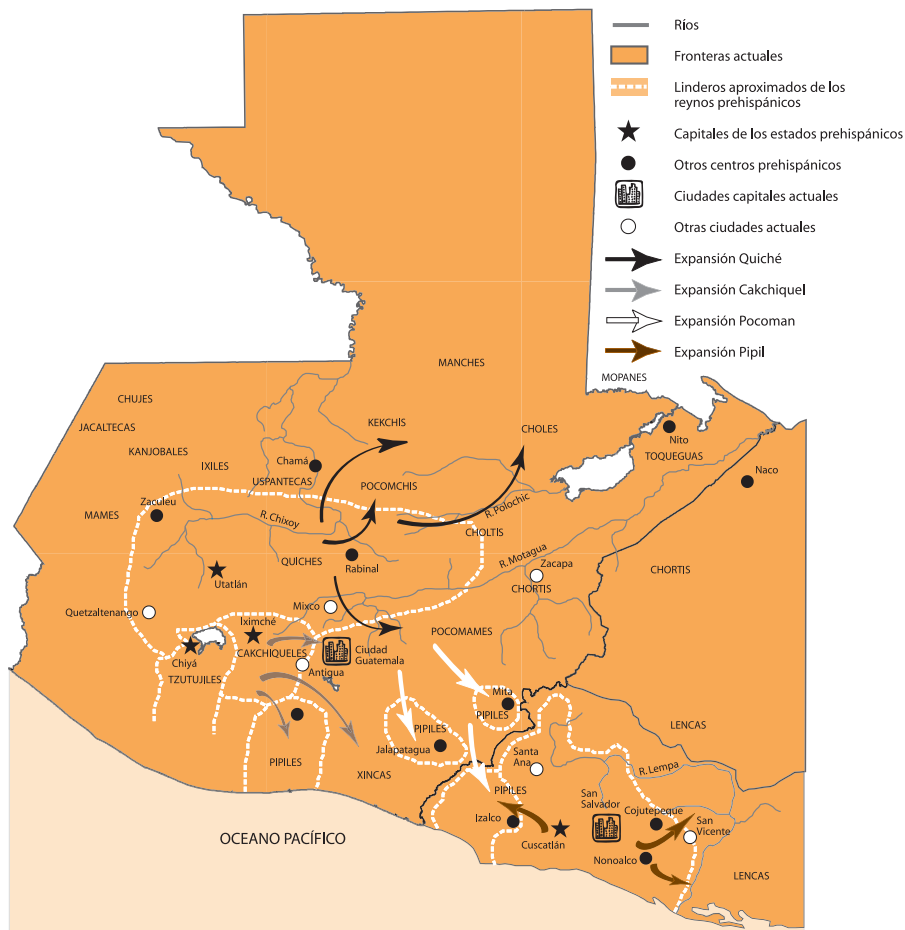 Ríos
Fronteras actuales
Linderos aproximados de los
reynos prehispánicos
Capitales de los estados prehispánicos
Otros centros prehispánicos
Ciudades capitales actuales
Otras ciudades actuales
Expansión Quiché
Expansión Cakchiquel
Expansión Pocoman
Expansión Pipil
MANCHES
MOPANES
CHUJES
JACALTECAS
KANJOBALES
IXILES
KEKCHÍS
CHOLES
Nito
TOQUEGUAS
Naco
Chamá
USPANTECAS
POCOMCHIS
Zaculeu
MAMES
R. Chixoy
R. Polochic
CHOLTÍS
QUICHES
Rabinal
R. Motagua
Zacapa
CHORTIS
CHORTIS
Utatlán
Quetzaltenango
Mixco
Iximché
CAKCHIQUELES
Ciudad
Guatemala
POCOMAMES
Chiyá
TZUTUJILES
Antigua
Mita
PIPILES
PIPILES
Jalapatagua
PIPILES
XINCAS
LENCAS
Santa
Ana
R. Lempa
PIPILES
San
Salvador
Cojutepeque
San
Vicente
Izalco
Cuscatlán
Nonoalco
LENCAS
OCEANO PACÍFICO